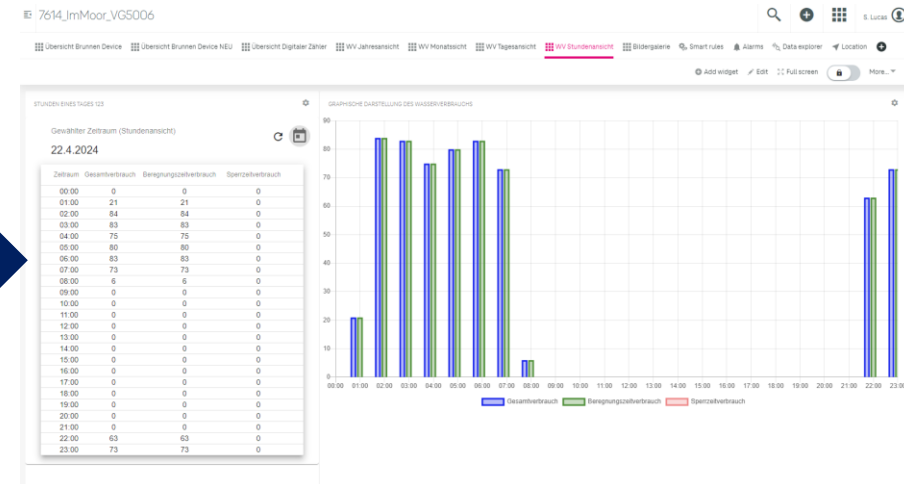 7614_ImMoor_VG5006
S. Lucas
Übersicht Brunnen Device Übersicht Brunnen Device NEU Übersicht Digitaler Zähler WV Jahresansicht WV Monatssicht WV Tagesansicht WV Stundenansicht Bildergalerie Smart rules Alarms Data explorer Location
Add widget Edit Full screen More...
STUNDEN EINES TAGES 123
Gewählter Zeitraum (Stundenansicht)
22.4.2024
Zeitraum Gesamtverbrauch Beregnungszeitverbrauch Sperrzeitverbrauch
00:00 0 0 0
01:00 21 21 0
02:00 84 84 0
03:00 83 83 0
04:00 75 75 0
05:00 80 80 0
06:00 83 83 0
07:00 73 73 0
08:00 6 6 0
09:00 0 0 0
10:00 0 0 0
11:00 0 0 0
12:00 0 0 0
13:00 0 0 0
14:00 0 0 0
15:00 0 0 0
16:00 0 0 0
17:00 0 0 0
18:00 0 0 0
19:00 0 0 0
20:00 0 0 0
21:00 0 0 0
22:00 63 63 0
23:00 73 73 0
GRAPHISCHE DARSTELLUNG DES WASSERVERBRAUCHS
90
80
70
60
50
40
30
20
10
0
00:00 01:00 02:00 03:00 04:00 05:00 06:00 07:00 08:00 09:00 10:00 11:00 12:00 13:00 14:00 15:00 16:00 17:00 18:00 19:00 20:00 21:00 22:00 23:00
Gesamtverbrauch Beregnungszeitverbrauch Sperrzeitverbrauch